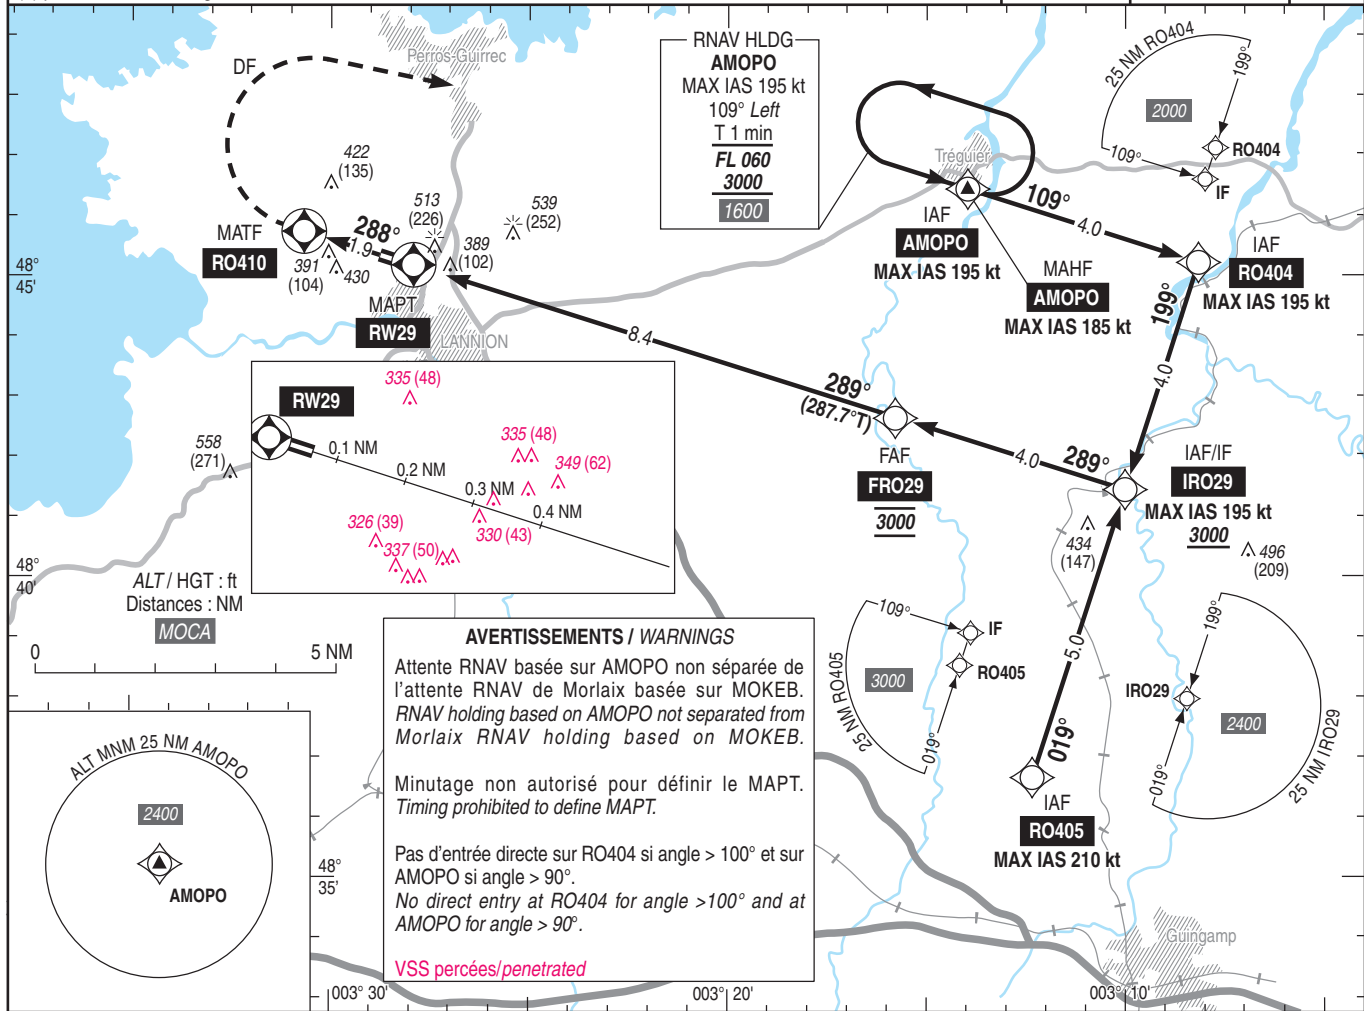 DF
Perros-Guirrec
RNAV HLDG
AMOPO
MAX IAS 195 kt
109° Left
T 1 min
FL 060
3000
1600
25 NM RO404
199°
2000
109°
RO404
IF
422
(135)
513
(226)
539
(252)
389
(102)
MATF
RO410
288°
1.9
391
(104)
430
MAPT
RW29
LANNION
Tréguier
IAF
AMOPO
MAX IAS 195 kt
109°
4.0
MAHF
AMOPO
MAX IAS 185 kt
IAF
RO404
MAX IAS 195 kt
199°
4.0
48°
45'
8.4
289°
(287.7°T)
FAF
FRO29
3000
4.0
289°
IAF/IF
IRO29
MAX IAS 195 kt
3000
434
(147)
496
(209)
558
(271)
RW29
335 (48)
0.1 NM
0.2 NM
0.3 NM
0.4 NM
335 (48)
349 (62)
330 (43)
326 (39)
337 (50)
48°
40'
ALT / HGT : ft
Distances : NM
MOCA
0
5 NM
AVERTISSEMENTS / WARNINGS
Attente RNAV basée sur AMOPO non séparée de
l'attente RNAV de Morlaix basée sur MOKEB.
RNAV holding based on AMOPO not separated from
Morlaix RNAV holding based on MOKEB.
Minutage non autorisé pour définir le MAPT.
Timing prohibited to define MAPT.
Pas d'entrée directe sur RO404 si angle > 100° et sur
AMOPO si angle > 90°.
No direct entry at RO404 for angle >100° and at
AMOPO for angle > 90°.
VSS percées/penetrated
109°
IF
3000
RO405
25 NM RO405
019°
5.0
019°
IAF
RO405
MAX IAS 210 kt
199°
IRO29
2400
019°
25 NM IRO29
ALT MNM 25 NM AMOPO
2400
AMOPO
48°
35'
Guingamp
003° 30'
003° 20'
003° 10'